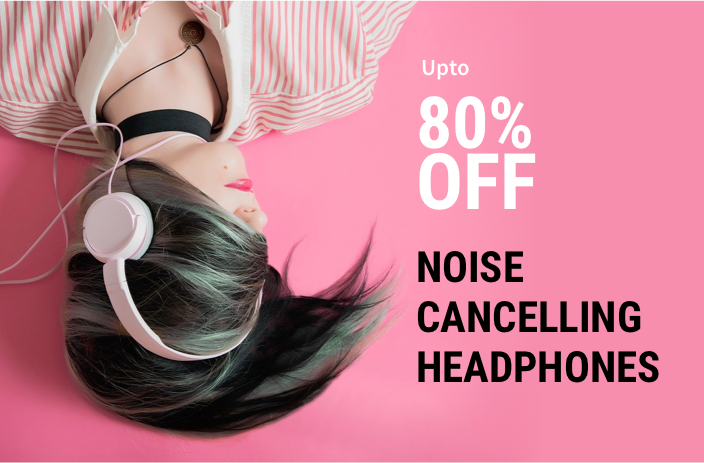 Upto
80%
OFF
NOISE
CANCELLING
HEADPHONES